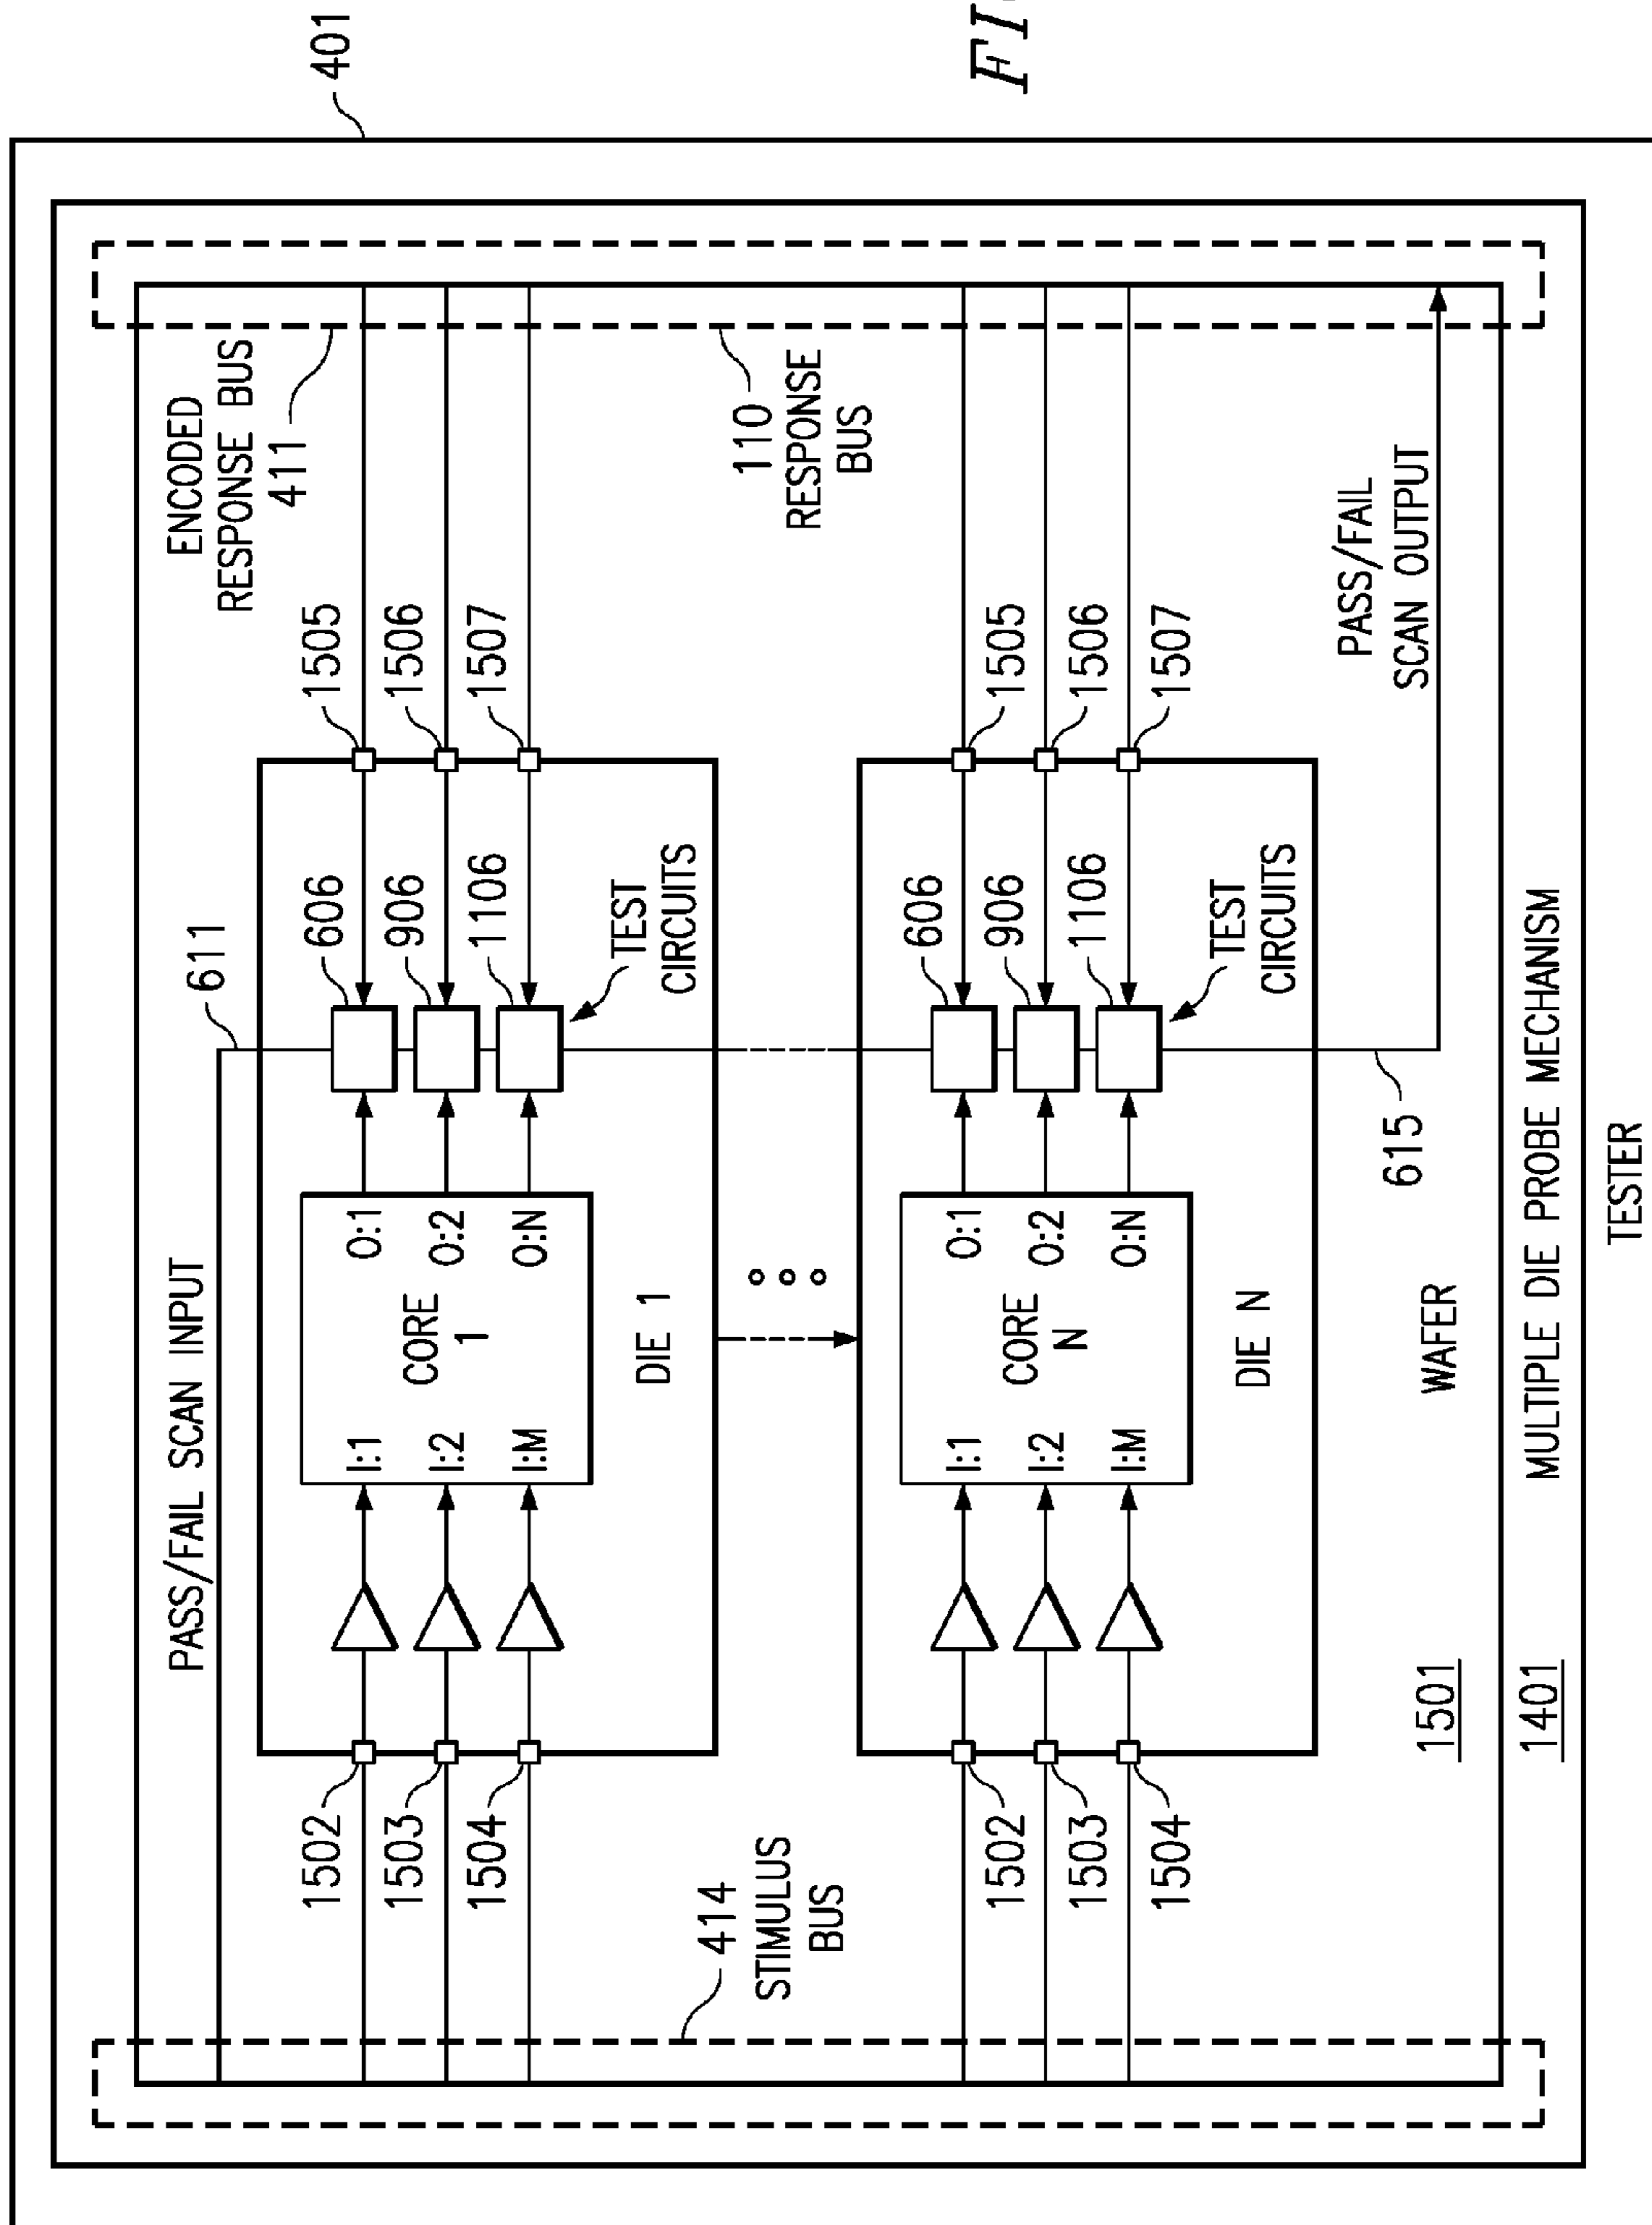 401
FI
ENCODED
RESPONSE BUS
411
110
RESPONSE
BUS
PASS/FAIL
SCAN OUTPUT
PASS/FAIL SCAN INPUT
611
1505
1506
1507
606
906
1106
TEST
CIRCUITS
O:1
O:2
O:N
CORE
1
I:1
I:2
I:M
DIE 1
1502
1503
1504
414
STIMULUS
BUS
1505
1506
1507
606
906
1106
TEST
CIRCUITS
O:1
O:2
O:N
CORE
N
I:1
I:2
I:M
DIE N
1502
1503
1504
615
WAFER
1501
MULTIPLE DIE PROBE MECHANISM
1401
TESTER